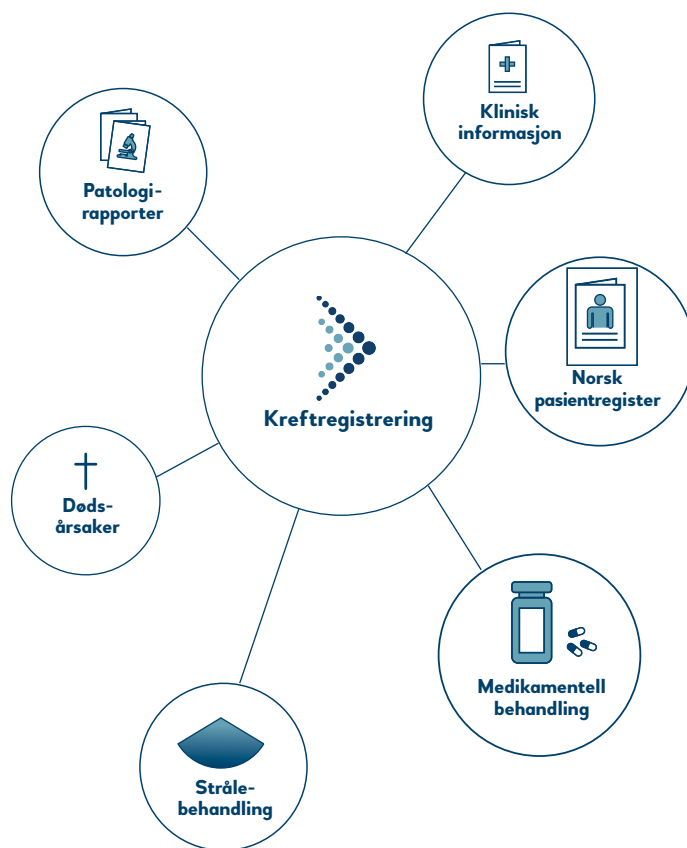 Klinisk
informasjon
Patologi-
rapporter
Norsk
pasientregister
Kreftregistrering
Døds-
årsaker
Medikamentell
behandling
Stråle-
behandling